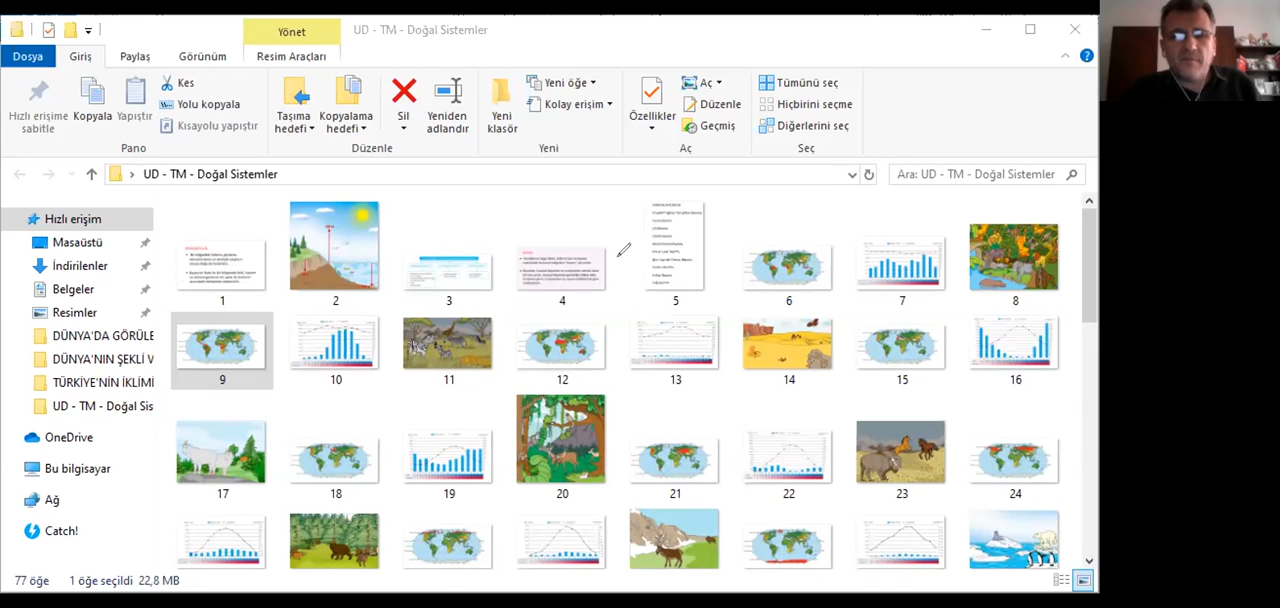 Yönet
UD - TM - Doğal Sistemler
Dosya
Giriş
Paylaş
Görünüm
Resim Araçları
Hızlı erişime sabitle
Kopyala
Yapıştır
Kes
Yolu kopyala
Kısayolu yapıştır
Pano
Taşıma hedefi
Kopyalama hedefi
Sil
Yeniden adlandır
Düzenle
Yeni klasör
Yeni öğe
Kolay erişim
Yeni
Özellikler
Aç
Düzenle
Geçmiş
Aç
Tümünü seç
Hiçbirini seçme
Diğerlerini seç
Seç
UD - TM - Doğal Sistemler
Ara: UD - TM - Doğal Sistemler
Hızlı erişim
Masaüstü
İndirilenler
Belgeler
Resimler
DÜNYA'DA GÖRÜLE
DÜNYA'NIN ŞEKLİ V
TÜRKİYE'NİN İKLİMİ
UD - TM - Doğal Sis
OneDrive
Bu bilgisayar
Ağ
Catch!
1 2 3 4 5 6 7 8
9 10 11 12 13 14 15 16
17 18 19 20 21 22 23 24
77 öğe 1 öğe seçildi 22,8 MB